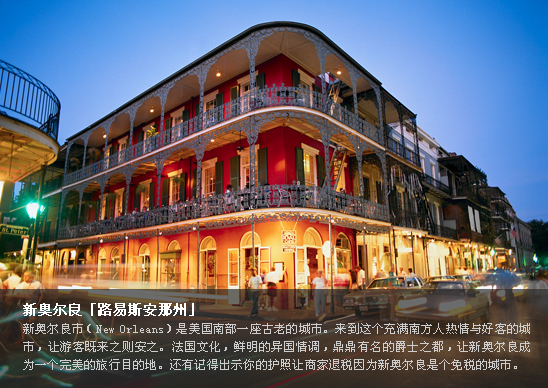 St Peter
新奥尔良「路易斯安那州」
新奥尔良市（New Orleans）是美国南部一座古老的城市。来到这个充满南方人热情与好客的城
市，让游客既来之则安之。法国文化，鲜明的异国情调，鼎鼎有名的爵士之都，让新奥尔良成
为一个完美的旅行目的地。还有记得出示你的护照让商家退税因为新奥尔良是个免税的城市。